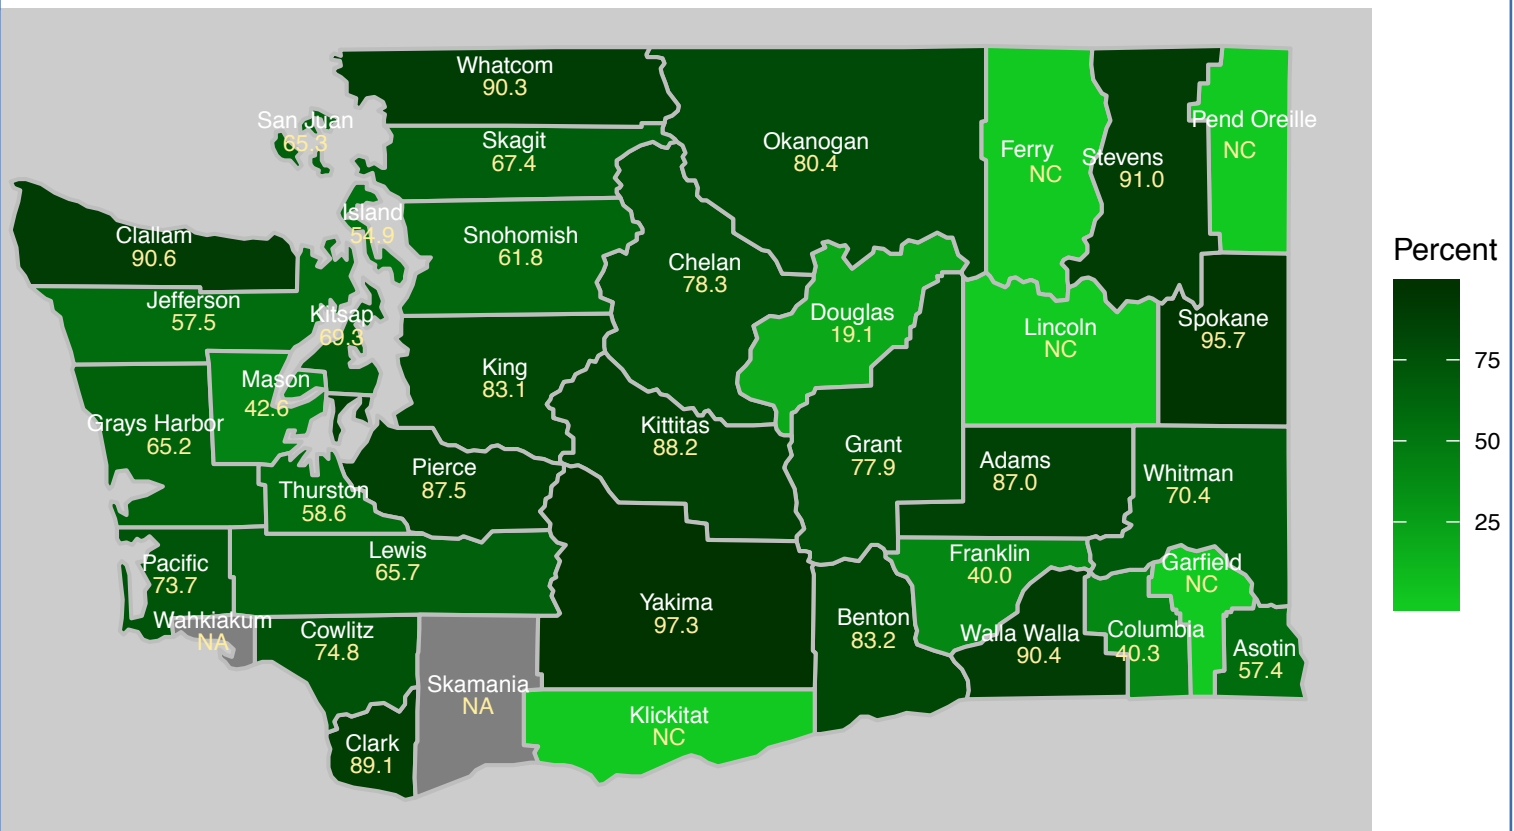 Whatcom
90.3
San Juan
65.3
Skagit
67.4
Okanogan
80.4
Ferry
NC
Stevens
91.0
Pend Oreille
NC
Island
54.9
Clallam
90.6
Snohomish
61.8
Chelan
78.3
Jefferson
57.5
Kitsap
69.3
Douglas
19.1
Lincoln
NC
Spokane
95.7
King
83.1
Mason
42.6
Grays Harbor
65.2
Kittitas
88.2
Grant
77.9
Adams
87.0
Whitman
70.4
Pierce
87.5
Thurston
58.6
Lewis
65.7
Pacific
73.7
Franklin
40.0
Garfield
NC
Yakima
97.3
Benton
83.2
Walla Walla
90.4
Columbia
40.3
Asotin
57.4
Wahkiakum
NA
Cowlitz
74.8
Skamania
NA
Klickitat
NC
Clark
89.1
Percent
75
50
25